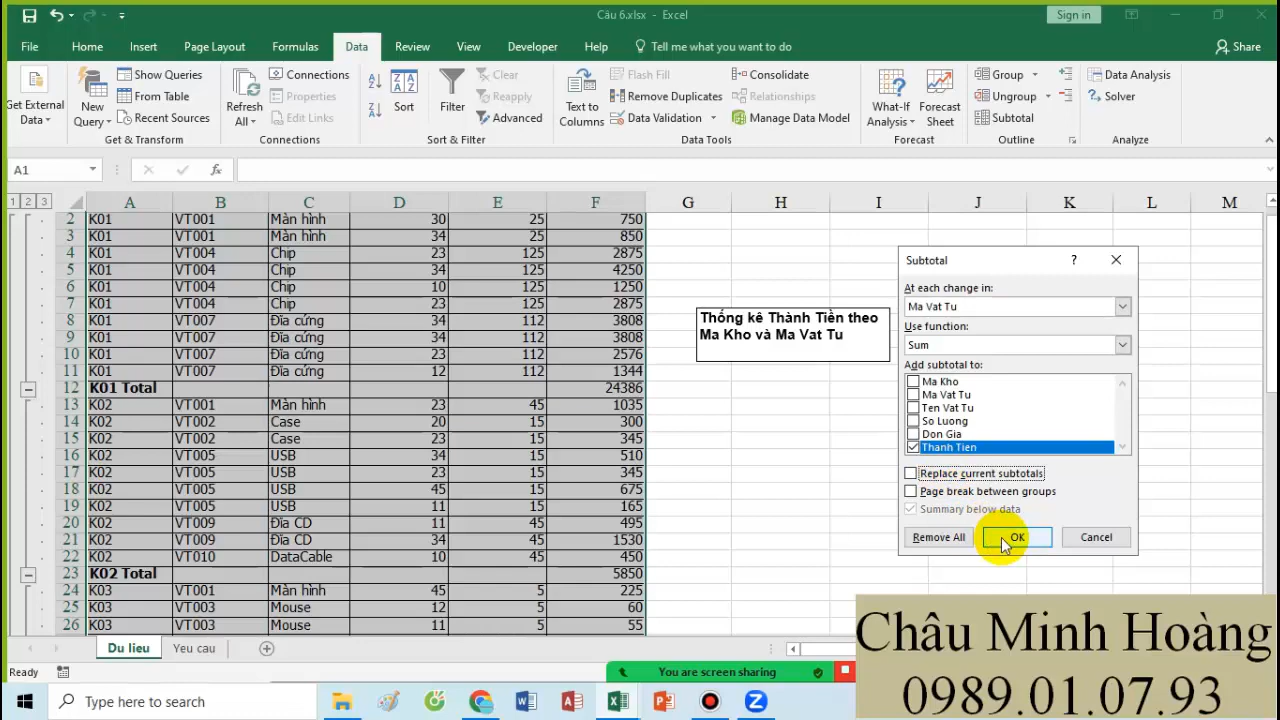 Câu 6.xlsx - Excel
Sign in
File Home Insert Page Layout Formulas Data Review View Developer Help Tell me what you want to do Share
Get External Data
New Query
Show Queries
From Table
Recent Sources
Get & Transform
Refresh All
Connections
Properties
Edit Links
Connections
Sort
Filter
Clear
Reapply
Advanced
Sort & Filter
Text to Columns
Flash Fill
Remove Duplicates
Data Validation
Consolidate
Relationships
Manage Data Model
Data Tools
What-If Analysis
Forecast Sheet
Forecast
Group
Ungroup
Subtotal
Outline
Data Analysis
Solver
Analyze
A1 fx
1 2 3 A B C D E F G H I J K L M
2 K01 VT001 Màn hình 30 25 750
3 K01 VT001 Màn hình 34 25 850
4 K01 VT004 Chip 23 125 2875
5 K01 VT004 Chip 34 125 4250
6 K01 VT004 Chip 10 125 1250
7 K01 VT004 Chip 23 125 2875
8 K01 VT007 Đĩa cứng 34 112 3808
9 K01 VT007 Đĩa cứng 34 112 3808
10 K01 VT007 Đĩa cứng 23 112 2576
11 K01 VT007 Đĩa cứng 12 112 1344
12 K01 Total 24386
13 K02 VT001 Màn hình 23 45 1035
14 K02 VT002 Case 20 15 300
15 K02 VT002 Case 23 15 345
16 K02 VT005 USB 34 15 510
17 K02 VT005 USB 23 15 345
18 K02 VT005 USB 45 15 675
19 K02 VT005 USB 11 15 165
20 K02 VT009 Đĩa CD 11 45 495
21 K02 VT009 Đĩa CD 34 45 1530
22 K02 VT010 DataCable 10 45 450
23 K02 Total 5850
24 K03 VT001 Màn hình 45 5 225
25 K03 VT003 Mouse 12 5 60
26 K03 VT003 Mouse 11 5 55
Thống kê Thành Tiền theo
Ma Kho và Ma Vat Tu
Subtotal ?
At each change in:
Ma Vat Tu
Use function:
Sum
Add subtotal to:
Ma Kho
Ma Vat Tu
Ten Vat Tu
So Luong
Don Gia
Thanh Tien
Replace current subtotals
Page break between groups
Summary below data
Remove All OK Cancel
Du lieu Yeu cau
Ready
You are screen sharing
Type here to search
Châu Minh Hoàng
0989.01.07.93